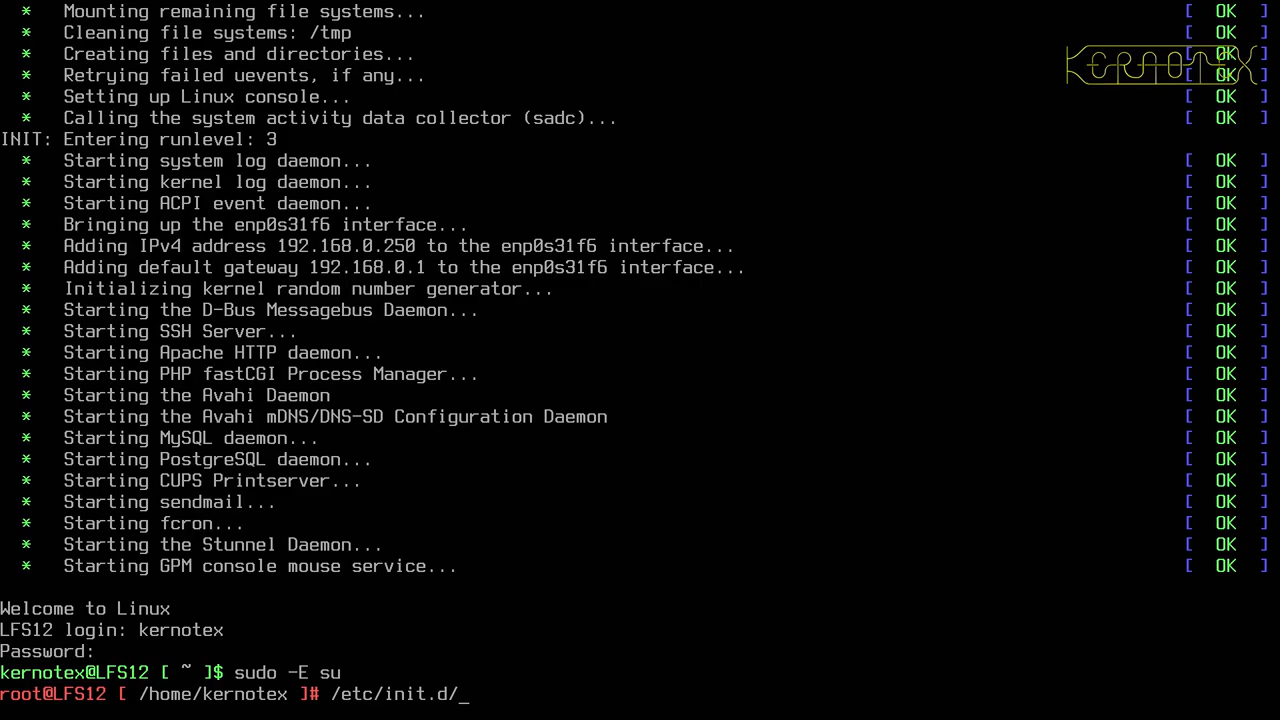 * Mounting remaining file systems... [ OK ]
* Cleaning file systems: /tmp [ OK ]
* Creating files and directories... [ OK ]
* Retrying failed uevents, if any... [ OK ]
KERNOTEX
* Setting up Linux console... [ OK ]
* Calling the system activity data collector (sadc)... [ OK ]
INIT: Entering runlevel: 3
* Starting system log daemon... [ OK ]
* Starting kernel log daemon... [ OK ]
* Starting ACPI event daemon... [ OK ]
* Bringing up the enp0s31f6 interface... [ OK ]
* Adding IPv4 address 192.168.0.250 to the enp0s31f6 interface... [ OK ]
* Adding default gateway 192.168.0.1 to the enp0s31f6 interface... [ OK ]
* Initializing kernel random number generator... [ OK ]
* Starting the D-Bus Messagebus Daemon... [ OK ]
* Starting SSH Server... [ OK ]
* Starting Apache HTTP daemon... [ OK ]
* Starting PHP fastCGI Process Manager... [ OK ]
* Starting the Avahi Daemon [ OK ]
* Starting the Avahi mDNS/DNS-SD Configuration Daemon [ OK ]
* Starting MySQL daemon... [ OK ]
* Starting PostgreSQL daemon... [ OK ]
* Starting CUPS Printserver... [ OK ]
* Starting sendmail... [ OK ]
* Starting fcron... [ OK ]
* Starting the Stunnel Daemon... [ OK ]
* Starting GPM console mouse service... [ OK ]
Welcome to Linux
LFS12 login: kernotex
Password:
kernotex@LFS12 [ ~ ]$ sudo -E su
root@LFS12 [ /home/kernotex ]# /etc/init.d/_